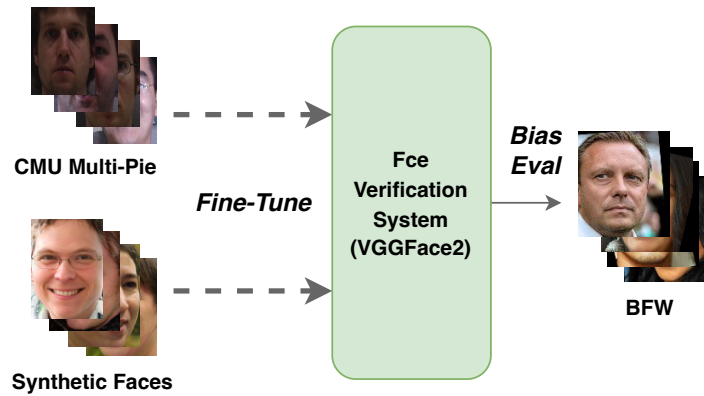 CMU Multi-Pie
Fine-Tune
Synthetic Faces
Fce
Verification
System
(VGGFace2)
Bias
Eval
BFW